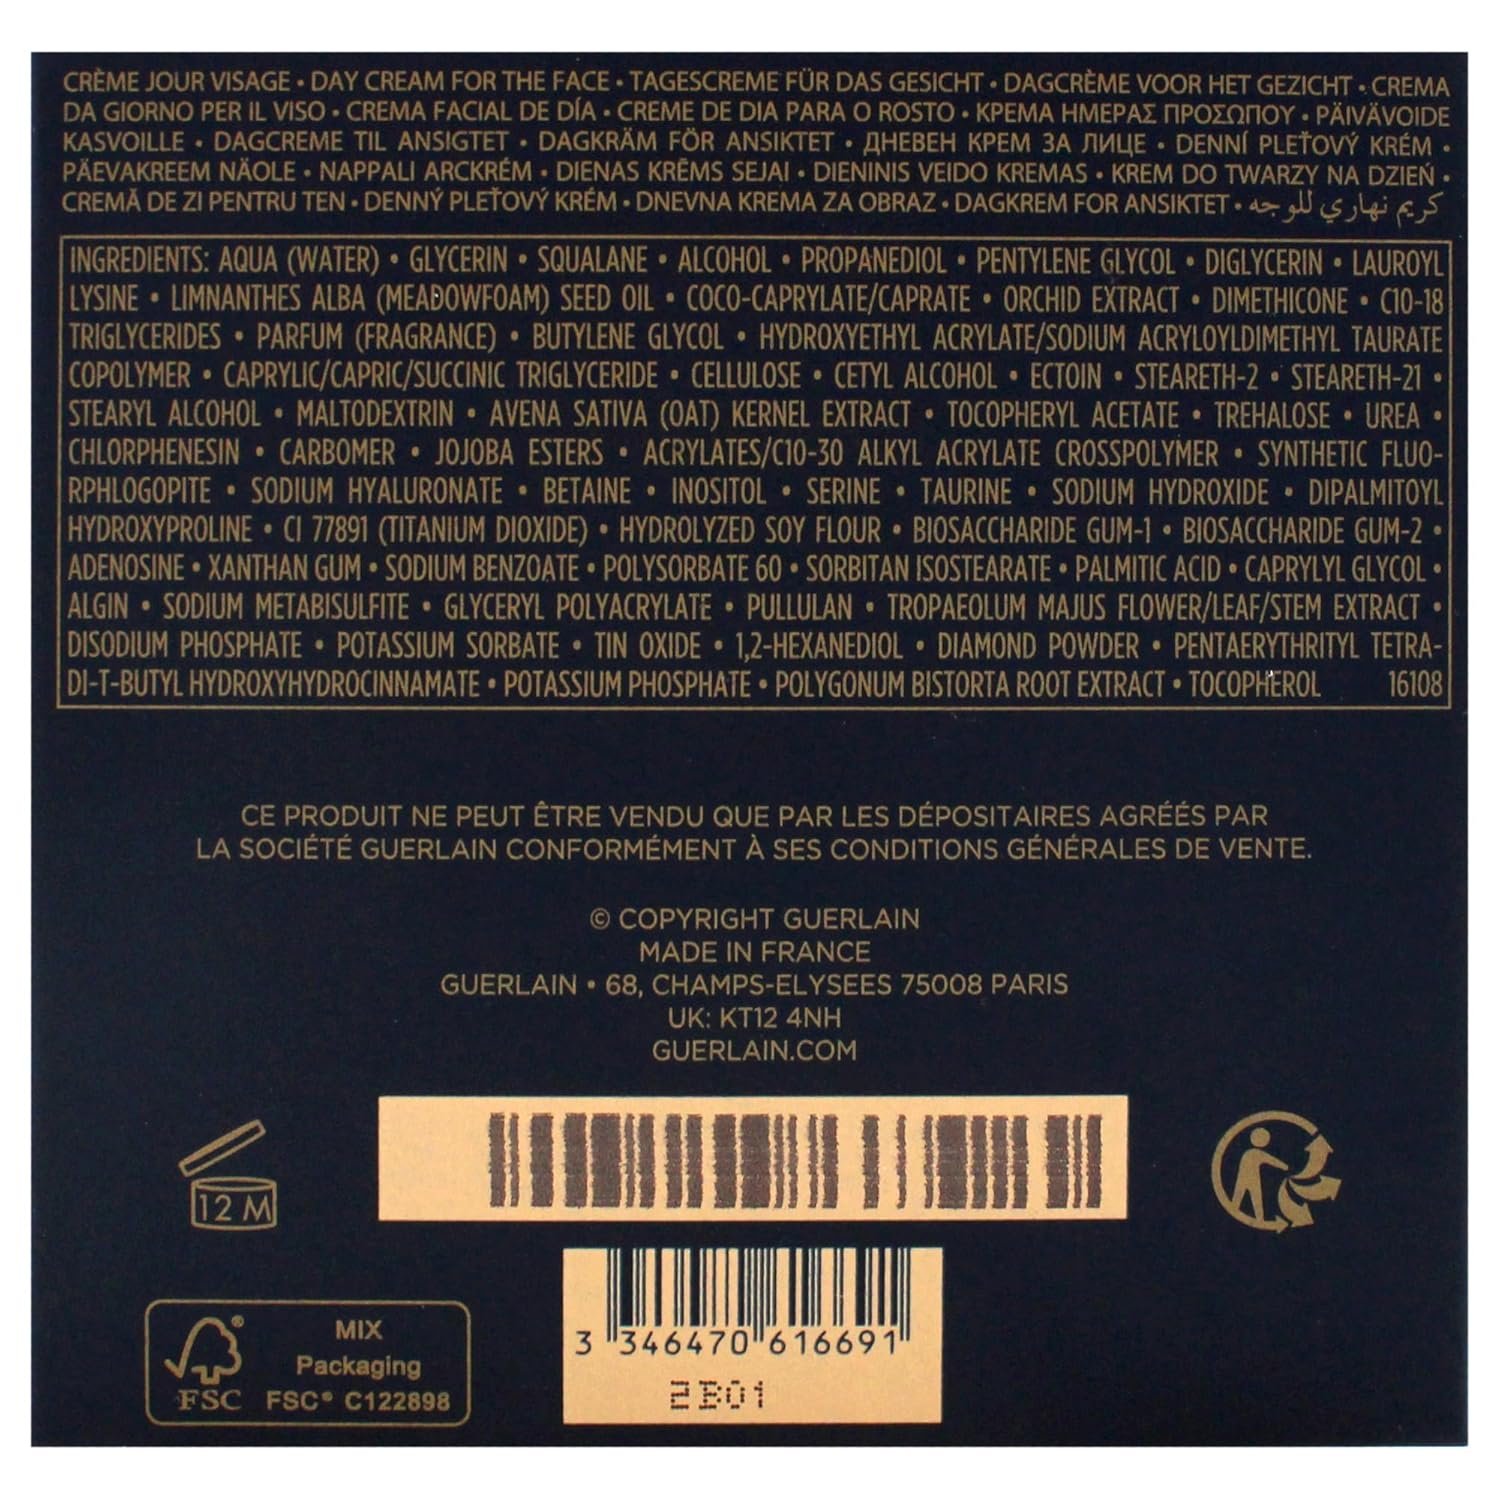 CRÈME JOUR VISAGE • DAY CREAM FOR THE FACE • TAGESCREME FÜR DAS GESICHT • DAGCRÈME VOOR HET GEZICHT • CREMA
DA GIORNO PER IL VISO • CREMA FACIAL DE DÍA • CREME DE DIA PARA O ROSTO • ΚΡΕΜΑ ΗΜΕΡΑΣ ΠΡΟΣΩΠΟΥ • PÄIVÄVOIDE
KASVOILLE • DAGCREME TIL ANSIGTET • DAGKRÄM FÖR ANSIKTET • ДНЕВЕН КРЕМ ЗА ЛИЦЕ • DENNÍ PLEŤOVÝ KRÉM •
PÄEVAKREEM NÄOLE • NAPPALI ARCKRÉM • DIENAS KRĒMS SEJAI • DIENINIS VEIDO KREMAS • KREM DO TWARZY NA DZIEŃ •
CREMĂ DE ZI PENTRU TEN • DENNÝ PLEŤOVÝ KRÉM • DNEVNA KREMA ZA OBRAZ • DAGKREM FOR ANSIKTET • كريم نهاري للوجه
INGREDIENTS: AQUA (WATER) • GLYCERIN • SQUALANE • ALCOHOL • PROPANEDIOL • PENTYLENE GLYCOL • DIGLYCERIN • LAUROYL
LYSINE • LIMNANTHES ALBA (MEADOWFOAM) SEED OIL • COCO-CAPRYLATE/CAPRATE • ORCHID EXTRACT • DIMETHICONE • C10-18
TRIGLYCERIDES • PARFUM (FRAGRANCE) • BUTYLENE GLYCOL • HYDROXYETHYL ACRYLATE/SODIUM ACRYLOYLDIMETHYL TAURATE
COPOLYMER • CAPRYLIC/CAPRIC/SUCCINIC TRIGLYCERIDE • CELLULOSE • CETYL ALCOHOL • ECTOIN • STEARETH-2 • STEARETH-21 •
STEARYL ALCOHOL • MALTODEXTRIN • AVENA SATIVA (OAT) KERNEL EXTRACT • TOCOPHERYL ACETATE • TREHALOSE • UREA •
CHLORPHENESIN • CARBOMER • JOJOBA ESTERS • ACRYLATES/C10-30 ALKYL ACRYLATE CROSSPOLYMER • SYNTHETIC FLUO-
RPHLOGOPITE • SODIUM HYALURONATE • BETAINE • INOSITOL • SERINE • TAURINE • SODIUM HYDROXIDE • DIPALMITOYL
HYDROXYPROLINE • CI 77891 (TITANIUM DIOXIDE) • HYDROLYZED SOY FLOUR • BIOSACCHARIDE GUM-1 • BIOSACCHARIDE GUM-2 •
ADENOSINE • XANTHAN GUM • SODIUM BENZOATE • POLYSORBATE 60 • SORBITAN ISOSTEARATE • PALMITIC ACID • CAPRYLYL GLYCOL •
ALGIN • SODIUM METABISULFITE • GLYCERYL POLYACRYLATE • PULLULAN • TROPAEOLUM MAJUS FLOWER/LEAF/STEM EXTRACT •
DISODIUM PHOSPHATE • POTASSIUM SORBATE • TIN OXIDE • 1,2-HEXANEDIOL • DIAMOND POWDER • PENTAERYTHRITYL TETRA-
DI-T-BUTYL HYDROXYHYDROCINNAMATE • POTASSIUM PHOSPHATE • POLYGONUM BISTORTA ROOT EXTRACT • TOCOPHEROL 16108
CE PRODUIT NE PEUT ÊTRE VENDU QUE PAR LES DÉPOSITAIRES AGRÉÉS PAR
LA SOCIÉTÉ GUERLAIN CONFORMÉMENT À SES CONDITIONS GÉNÉRALES DE VENTE.
© COPYRIGHT GUERLAIN
MADE IN FRANCE
GUERLAIN • 68, CHAMPS-ELYSEES 75008 PARIS
UK: KT12 4NH
GUERLAIN.COM
12 M
3 346470 616691
2B01
MIX
Packaging
FSC® C122898
FSC